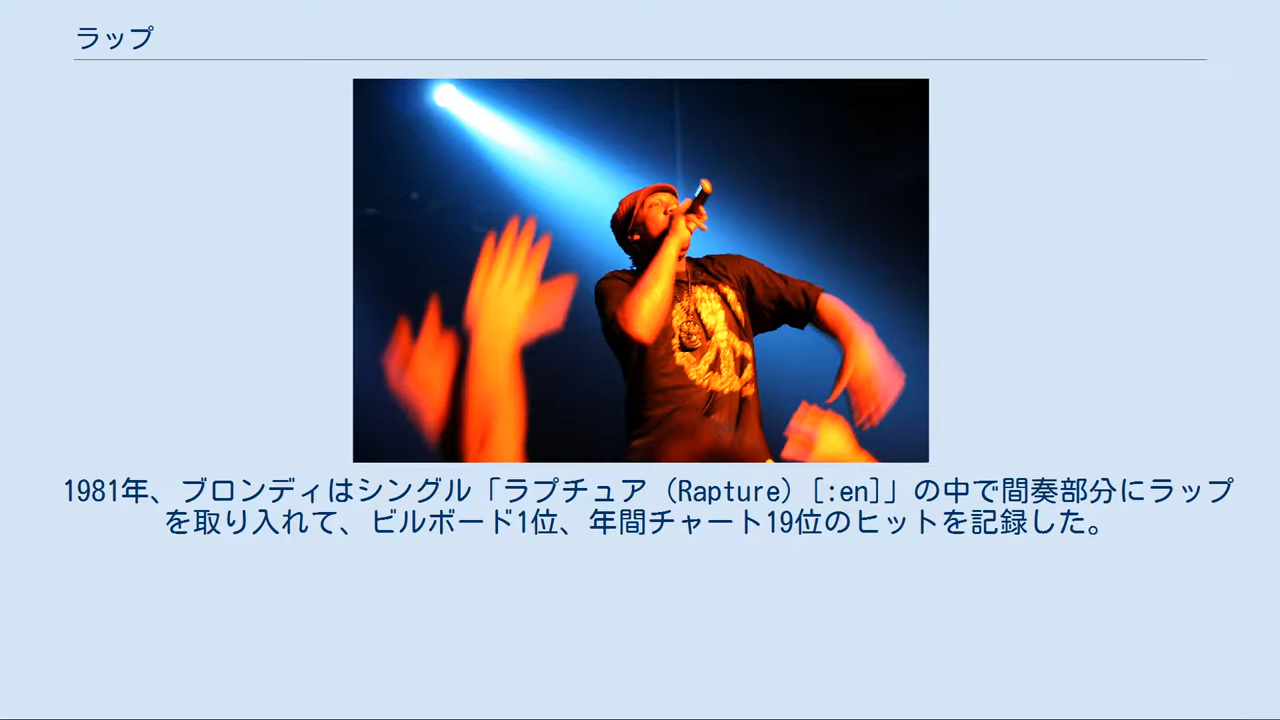 ラップ
1981年、ブロンディはシングル「ラプチュア（Rapture）[:en]」の中で間奏部分にラップ
を取り入れて、ビルボード1位、年間チャート19位のヒットを記録した。